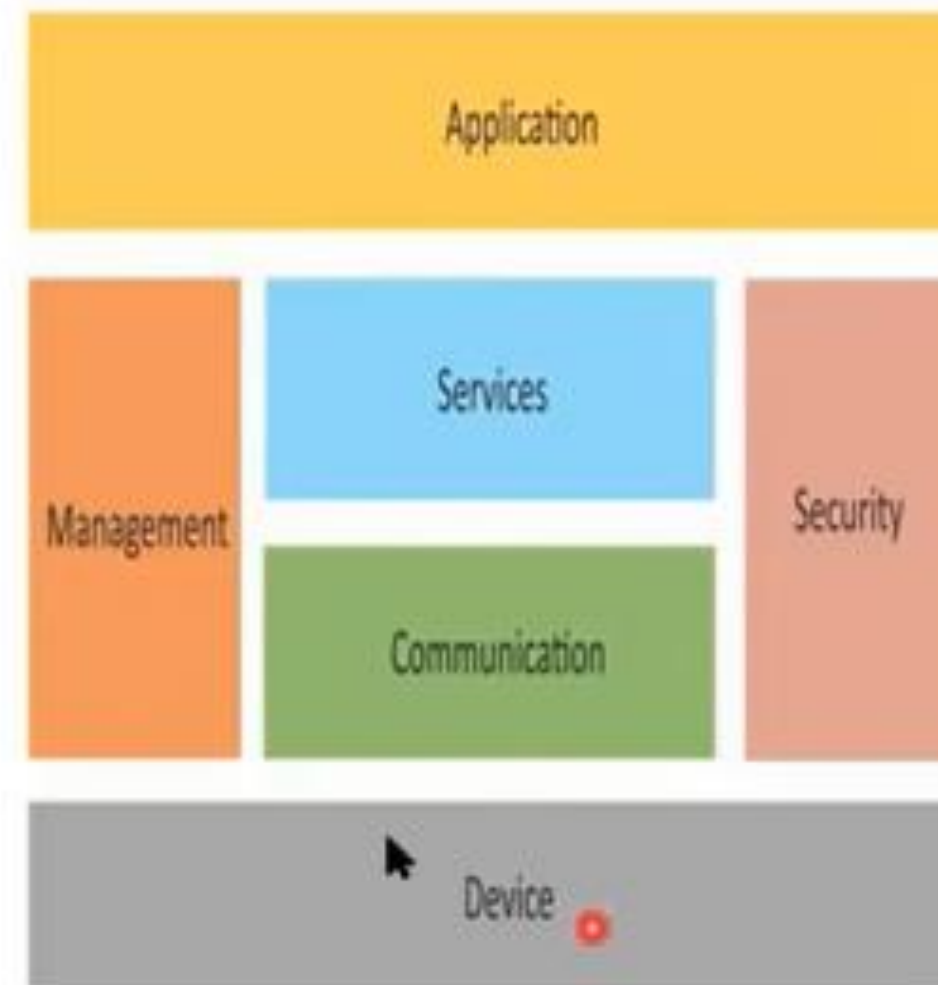 Application
Services
Management
Security
Communication
Device